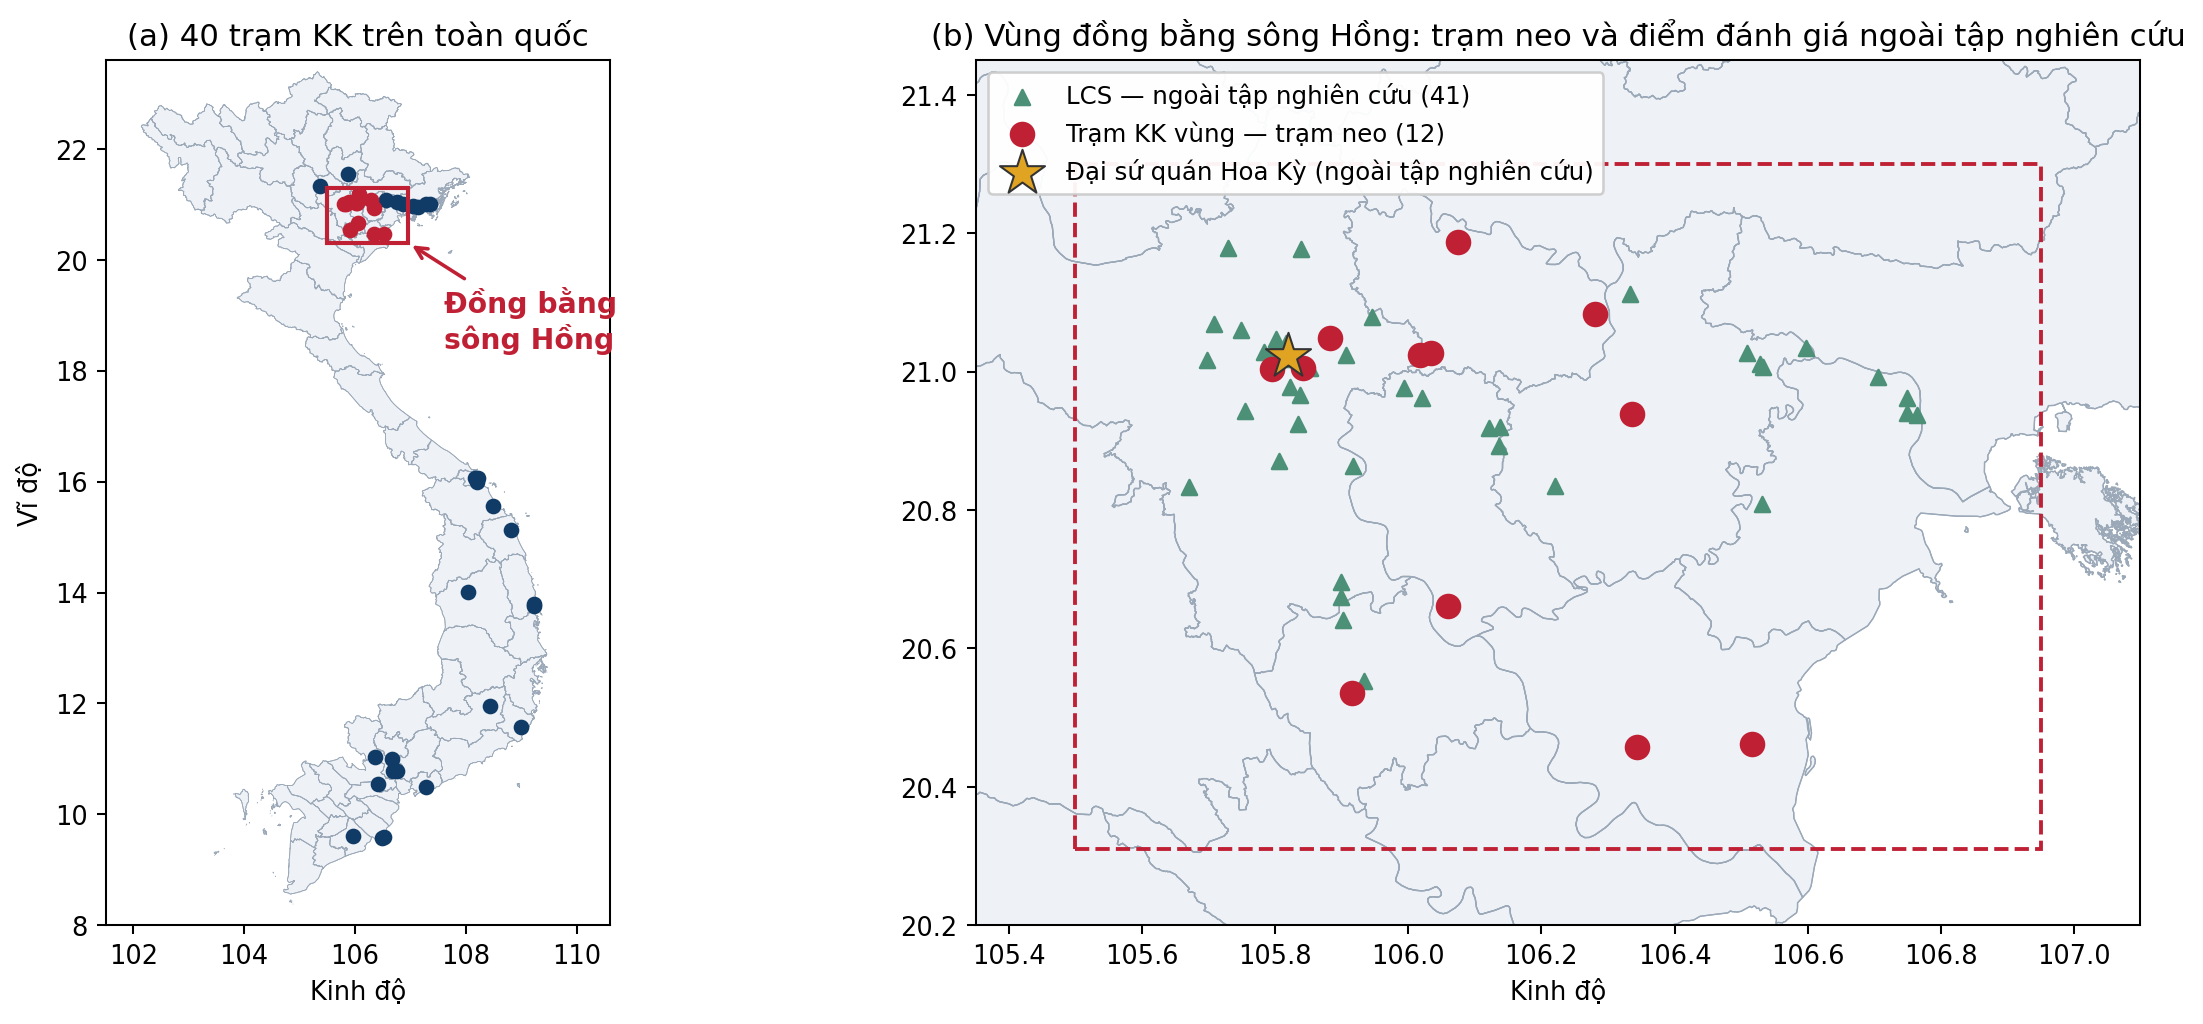 (a) 40 trạm KK trên toàn quốc
22
20
18
16
14
12
10
8
Vĩ độ
102 104 106 108 110
Kinh độ
Đồng bằng
sông Hồng
(b) Vùng đồng bằng sông Hồng: trạm neo và điểm đánh giá ngoài tập nghiên cứu
LCS — ngoài tập nghiên cứu (41)
Trạm KK vùng — trạm neo (12)
Đại sứ quán Hoa Kỳ (ngoài tập nghiên cứu)
21.4
21.2
21.0
20.8
20.6
20.4
20.2
105.4 105.6 105.8 106.0 106.2 106.4 106.6 106.8 107.0
Kinh độ